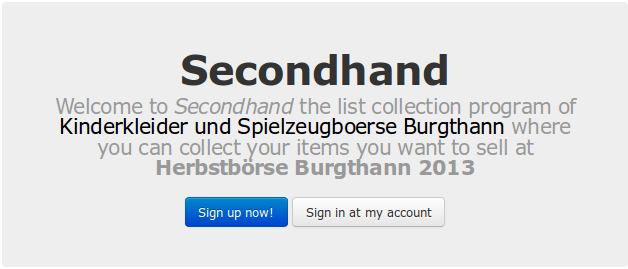 Secondhand
Welcome to Secondhand the list collection program of
Kinderkleider und Spielzeugboerse Burgthann where
you can collect your items you want to sell at
Herbstbörse Burgthann 2013
Sign up now! Sign in at my account